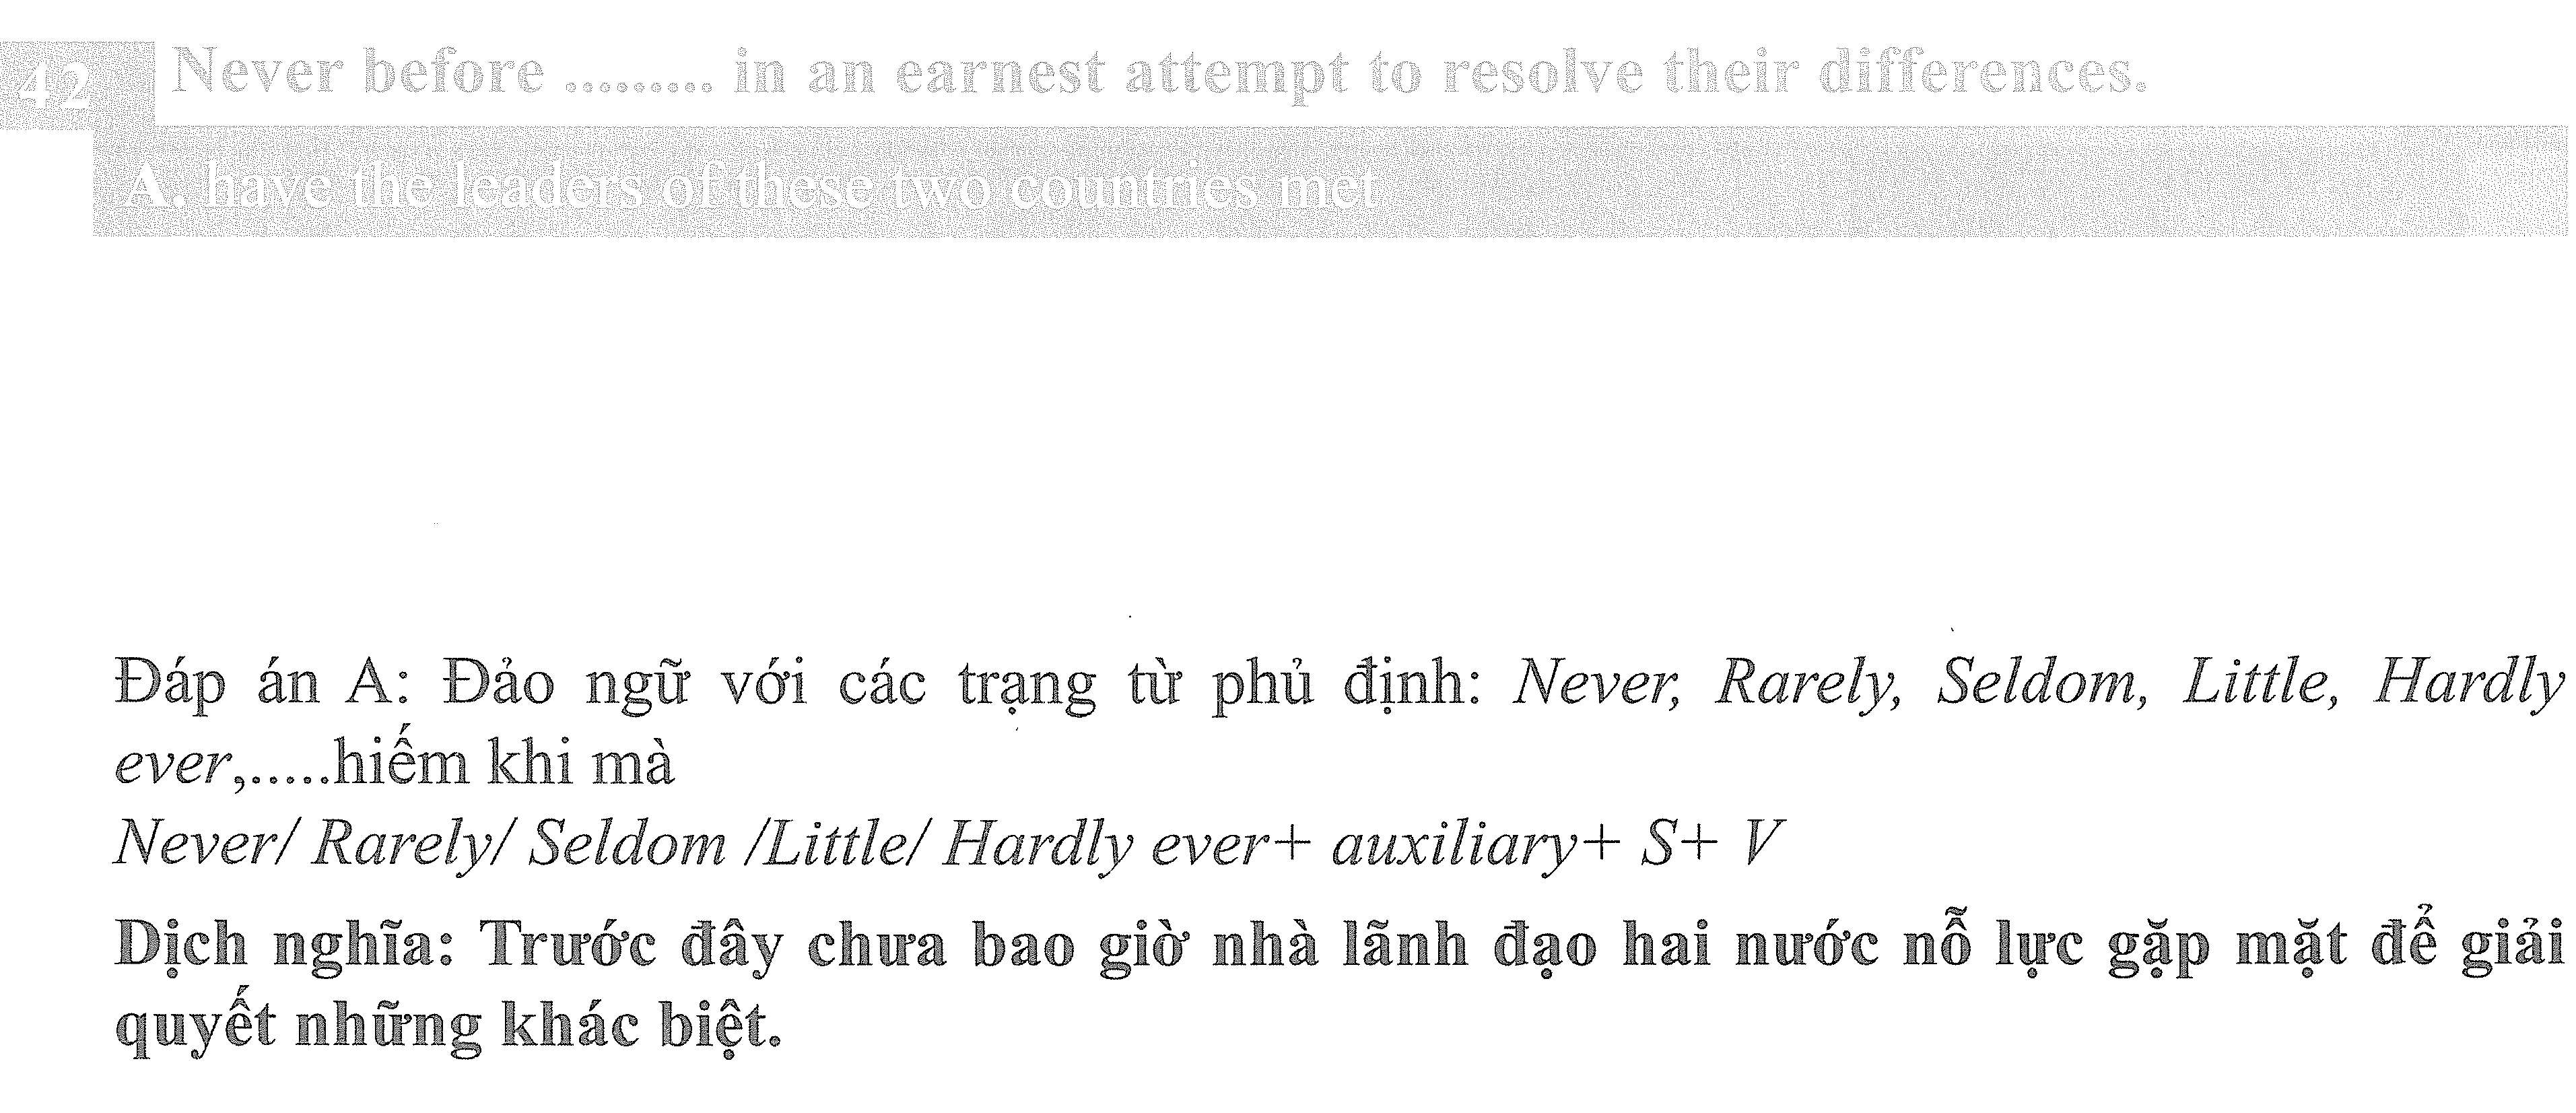 42 Never before ......... in an earnest attempt to resolve their differences.
A. have the leaders of these two countries met
Đáp án A: Đảo ngữ với các trạng từ phủ định: Never, Rarely, Seldom, Little, Hardly
ever,.....hiếm khi mà
Never/ Rarely/ Seldom /Little/ Hardly ever+ auxiliary+ S+ V
Dịch nghĩa: Trước đây chưa bao giờ nhà lãnh đạo hai nước nỗ lực gặp mặt để giải
quyết những khác biệt.